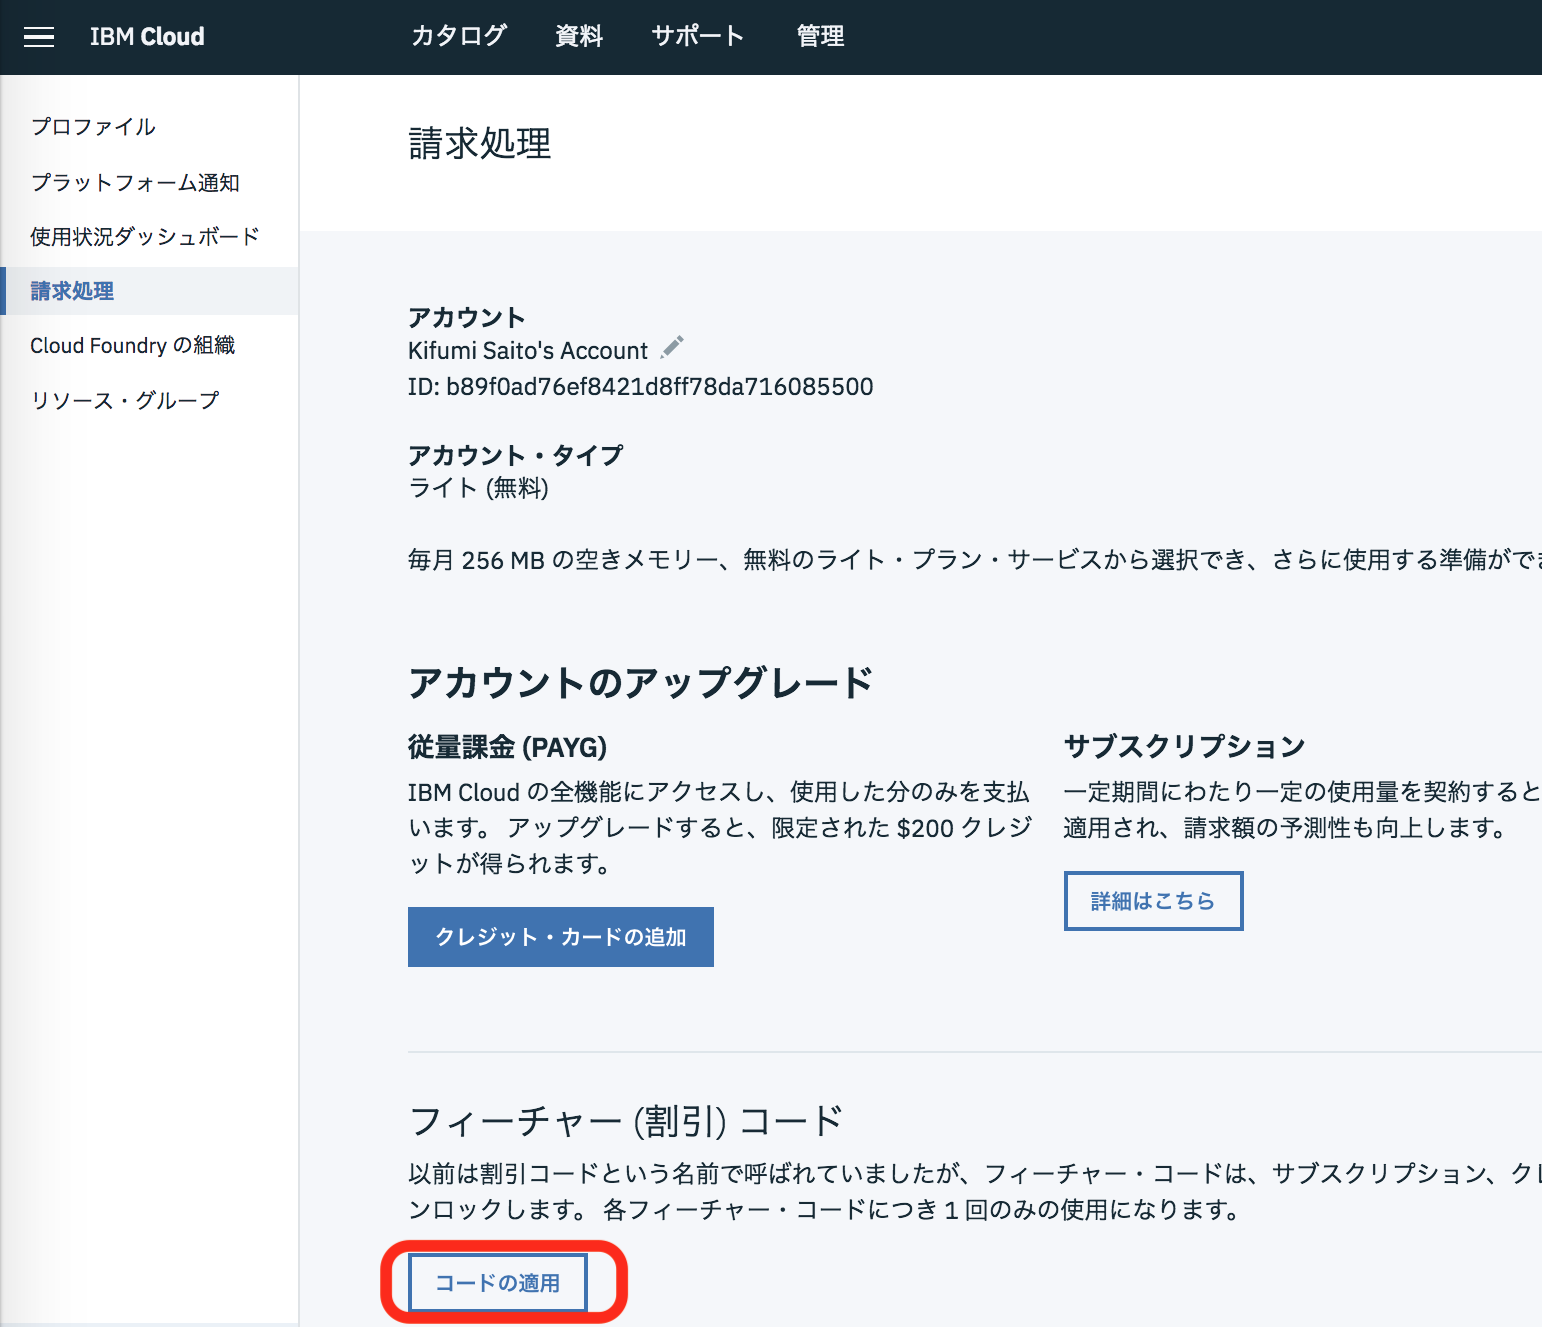 IBM Cloud
カタログ
資料
サポート
管理
プロファイル
プラットフォーム通知
使用状況ダッシュボード
請求処理
Cloud Foundry の組織
リソース・グループ
請求処理
アカウント
Kifumi Saito's Account
ID: b89f0ad76ef8421d8ff78da716085500
アカウント・タイプ
ライト (無料)
毎月 256 MB の空きメモリー、無料のライト・プラン・サービスから選択でき、さらに使用する準備ができ
アカウントのアップグレード
従量課金 (PAYG)
IBM Cloud の全機能にアクセスし、使用した分のみを支払
います。 アップグレードすると、限定された $200 クレジ
ットが得られます。
クレジット・カードの追加
サブスクリプション
一定期間にわたり一定の使用量を契約すると
適用され、請求額の予測性も向上します。
詳細はこちら
フィーチャー (割引) コード
以前は割引コードという名前で呼ばれていましたが、フィーチャー・コードは、サブスクリプション、クレ
ンロックします。 各フィーチャー・コードにつき 1 回のみの使用になります。
コードの適用